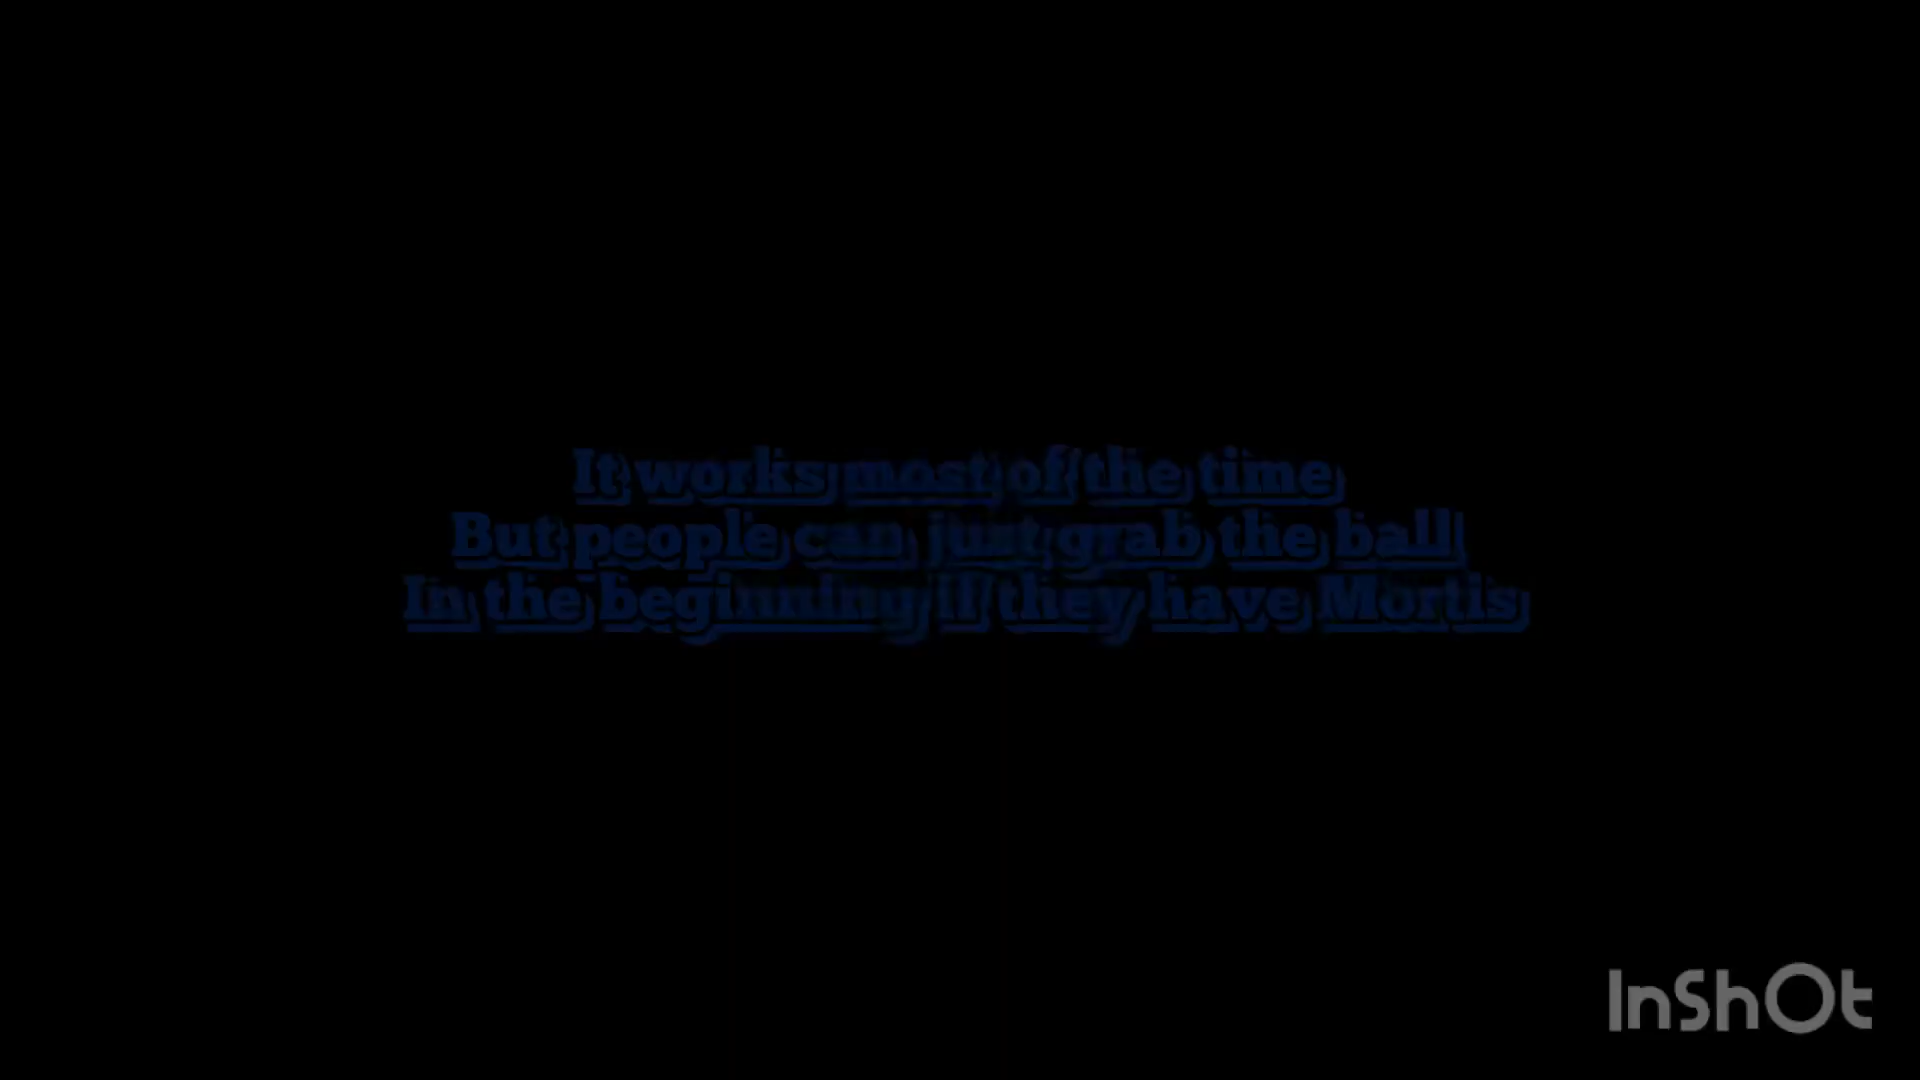 It works most of the time
But people can just grab the ball
In the beginning if they have Mortis
InShOt